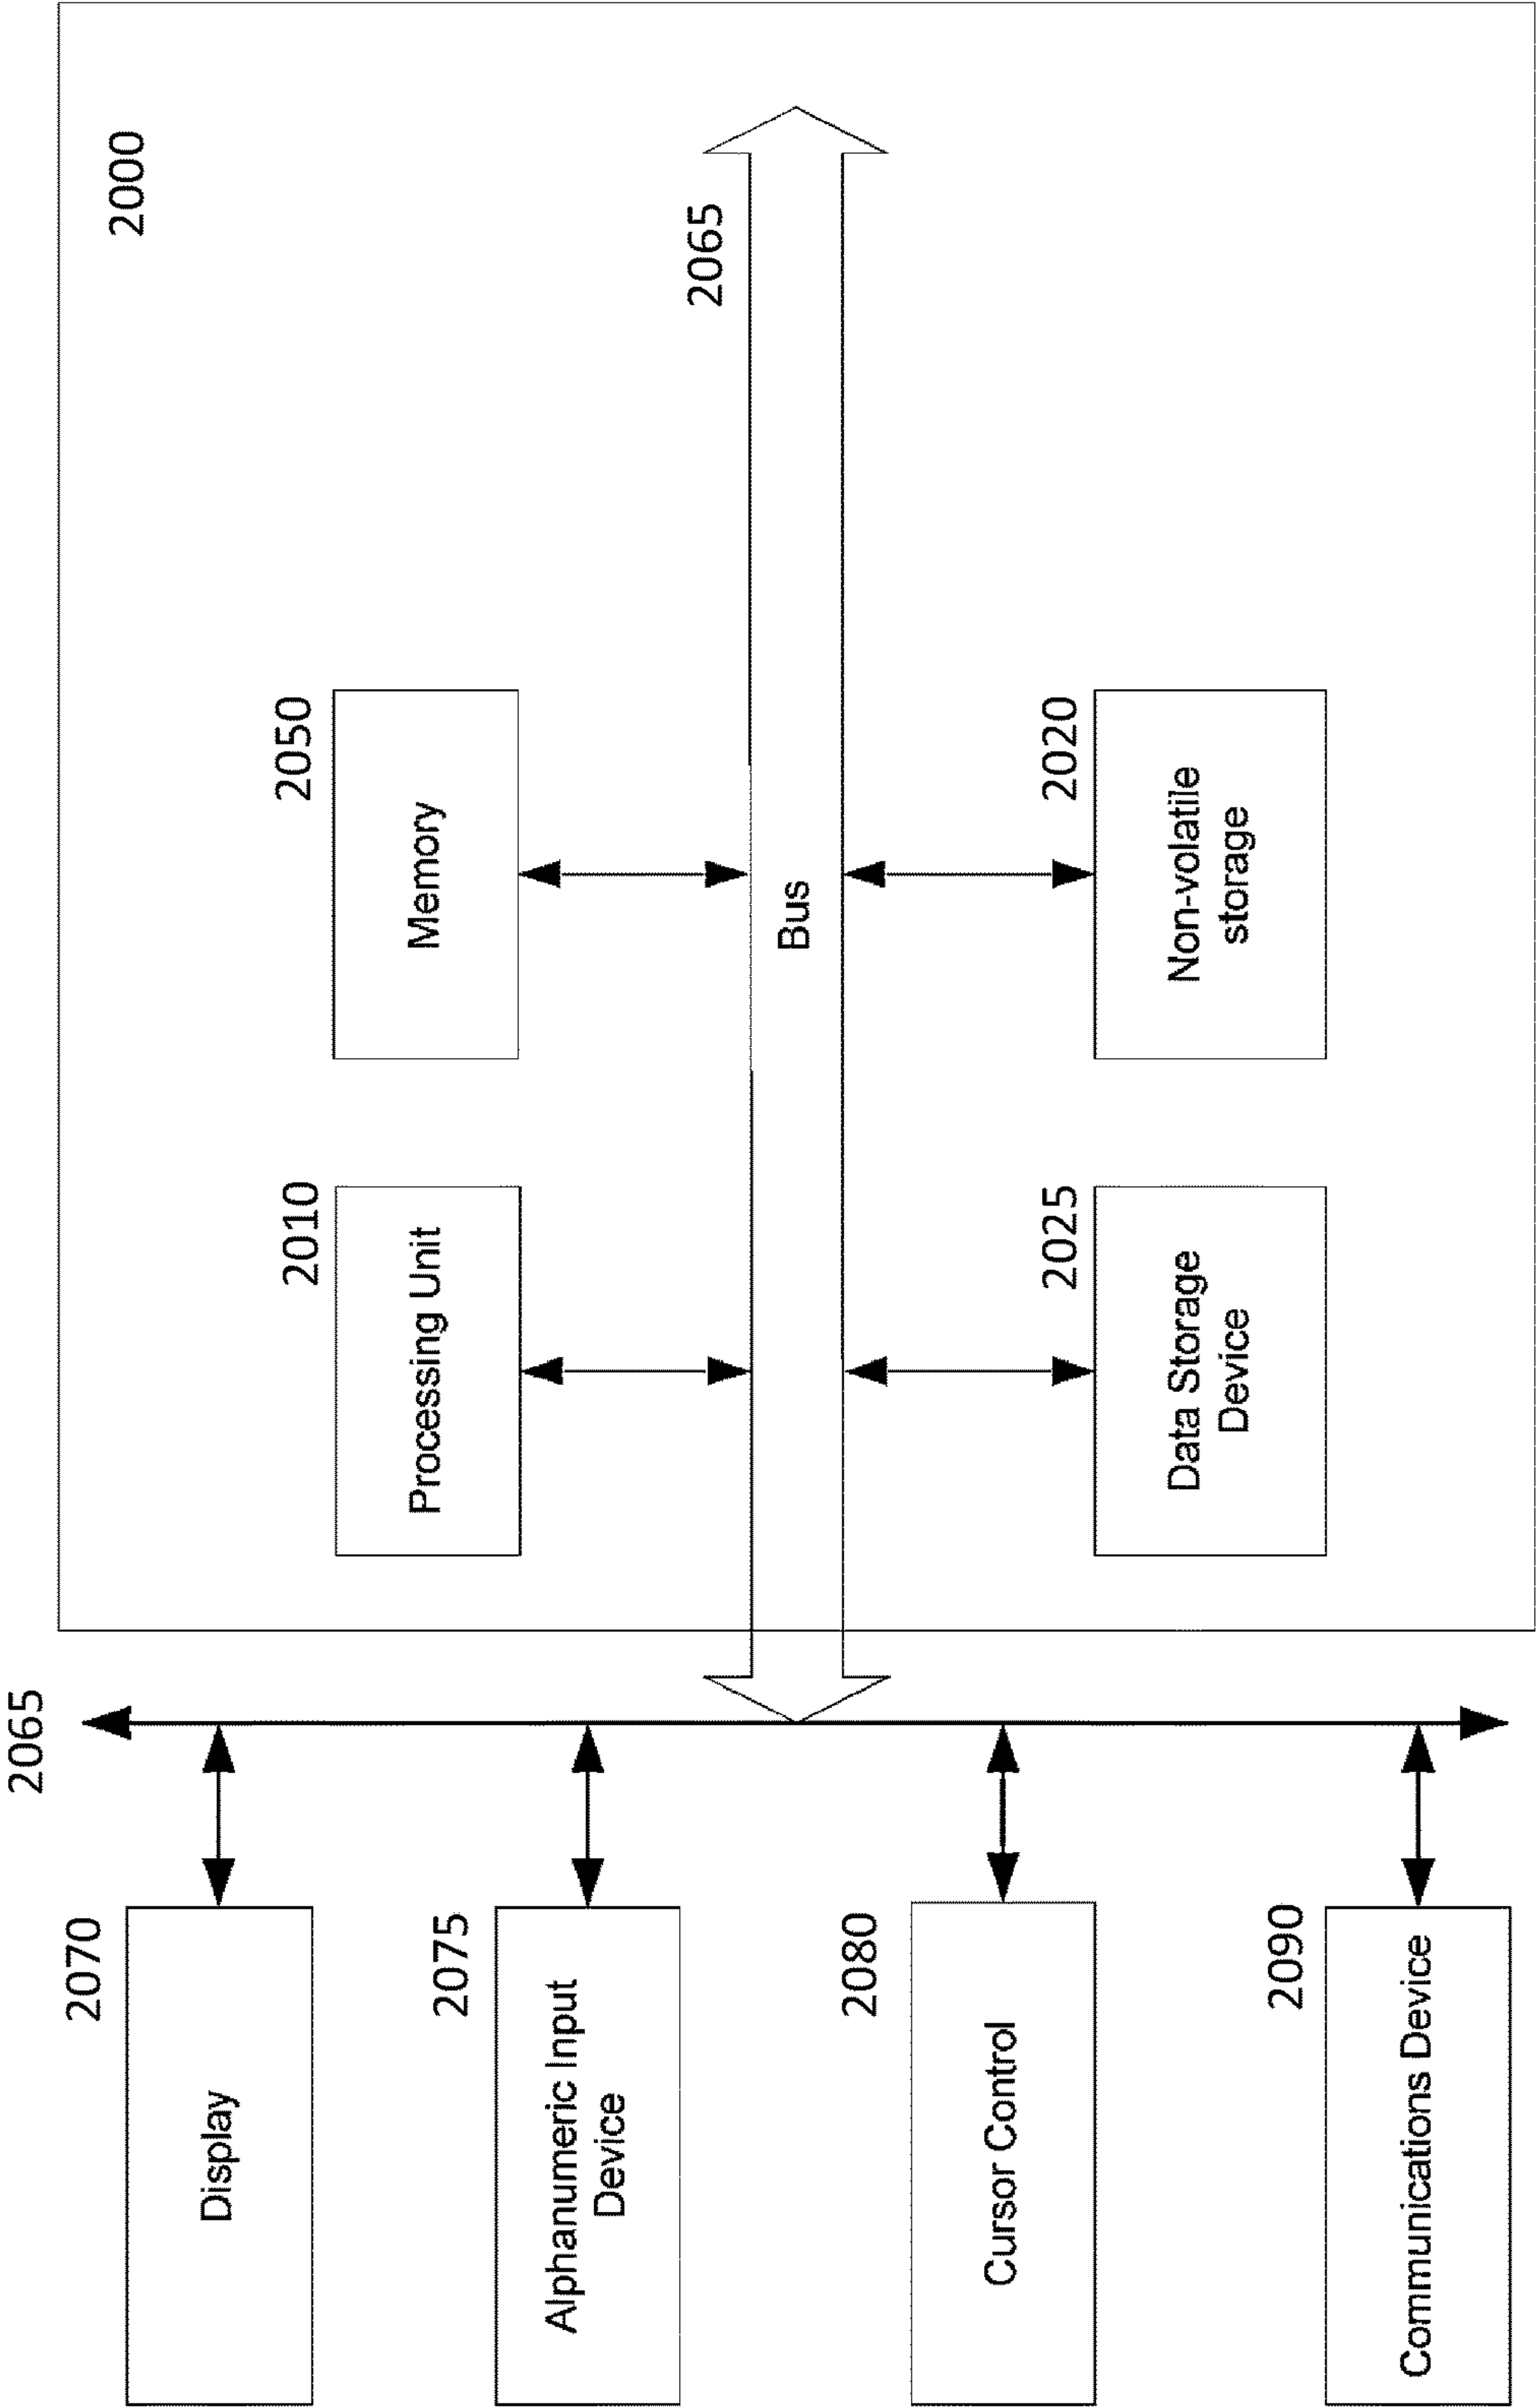 2000
2065
2050
Memory
2010
Processing Unit
Bus
2020
Non-volatile
storage
2025
Data Storage
Device
2065
2070
Display
2075
Alphanumeric Input
Device
2080
Cursor Control
2090
Communications Device